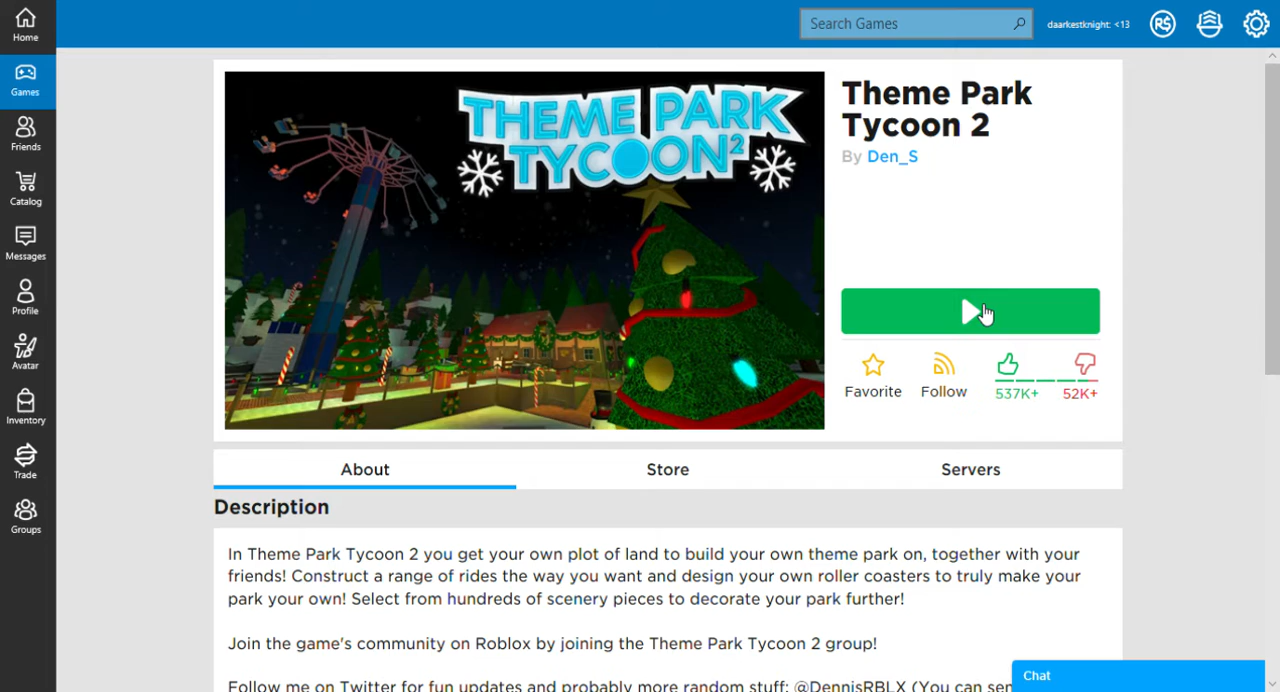 Home
Games
Friends
Catalog
Messages
Profile
Avatar
Inventory
Trade
Groups
Search Games
daarkestknight: <13
R$
THEME PARK
TYCOON 2
Theme Park
Tycoon 2
By Den_S
Favorite
Follow
537K+
52K+
About
Store
Servers
Description
In Theme Park Tycoon 2 you get your own plot of land to build your own theme park on, together with your
friends! Construct a range of rides the way you want and design your own roller coasters to truly make your
park your own! Select from hundreds of scenery pieces to decorate your park further!
Join the game's community on Roblox by joining the Theme Park Tycoon 2 group!
Follow me on Twitter for fun updates and probably more random stuff: @DennisRBLX (You can sen
Chat